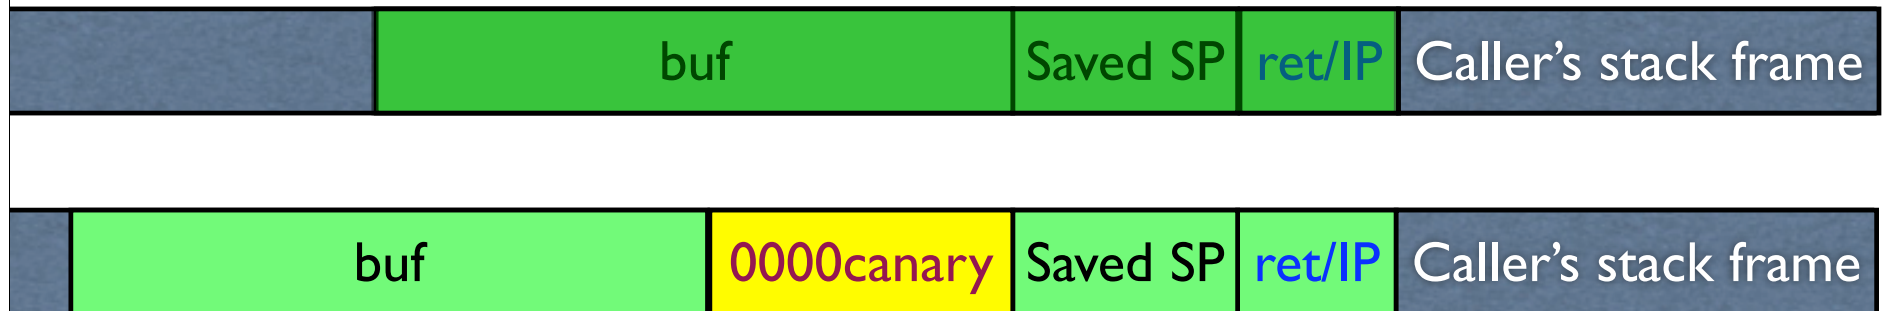 buf Saved SP ret/IP Caller’s stack frame
buf 0000canary Saved SP ret/IP Caller’s stack frame